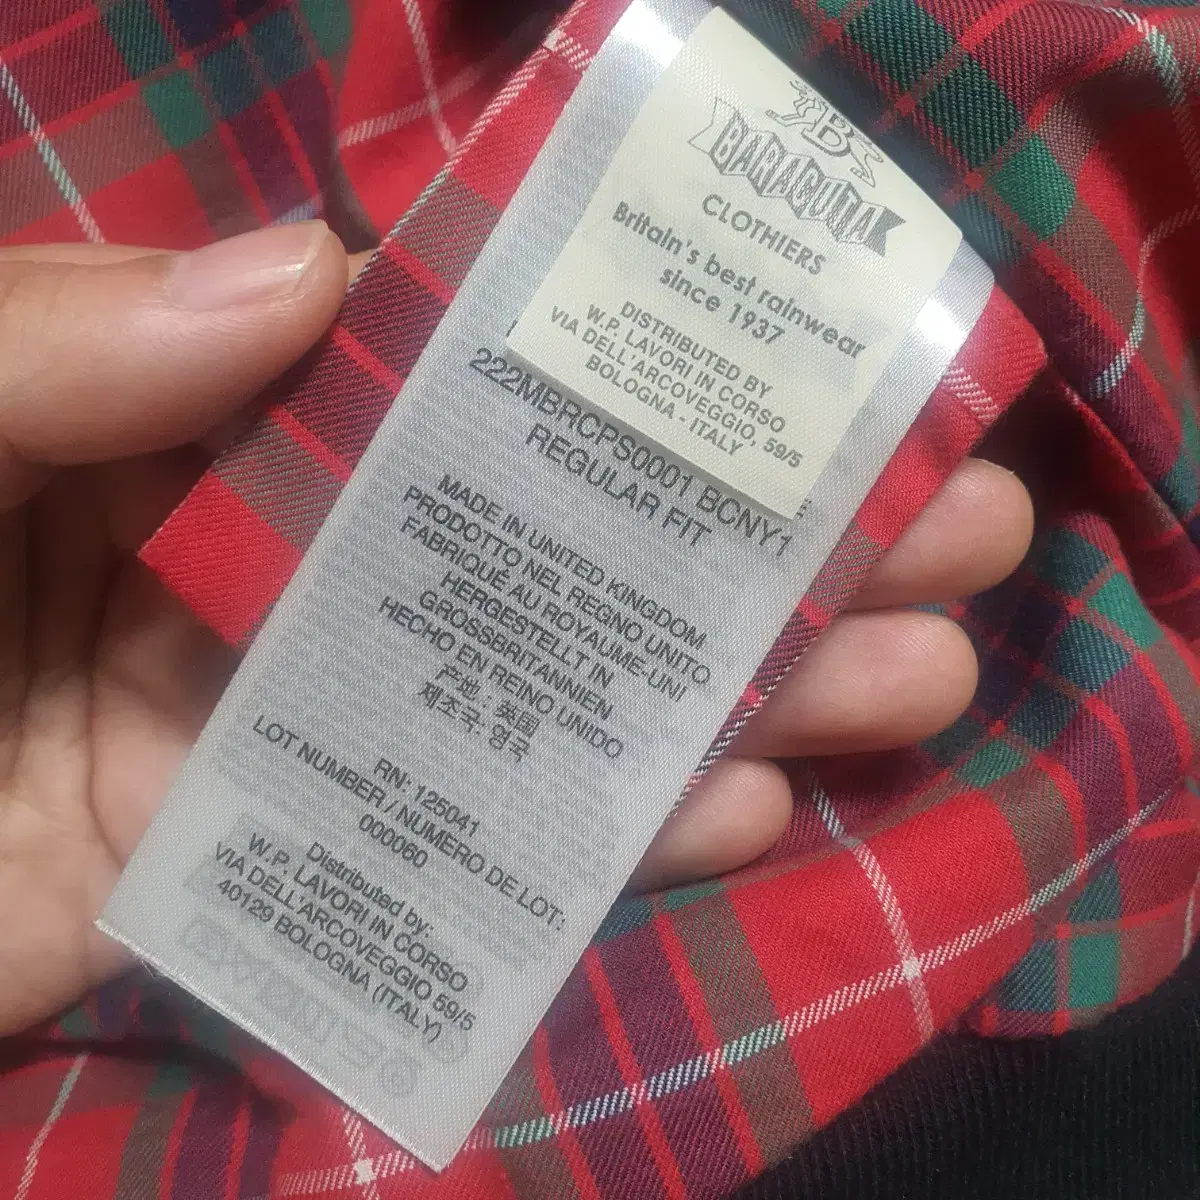 B
BARACUTA
CLOTHIERS
Britain's best rainwear
since 1937
DISTRIBUTED BY
W.P. LAVORI IN CORSO
VIA DELL'ARCOVEGGIO, 59/5
BOLOGNA - ITALY
222MBRCPS0001 BCNY1
REGULAR FIT
MADE IN UNITED KINGDOM
PRODOTTO NEL REGNO UNITO
FABRIQUÉ AU ROYAUME-UNI
HERGESTELLT IN
GROSSBRITANNIEN
HECHO EN REINO UNIDO
产地: 英國
제조국: 영국
RN: 125041
LOT NUMBER / NUMERO DE LOT:
000060
Distributed by:
W.P. LAVORI IN CORSO
VIA DELL'ARCOVEGGIO 59/5
40129 BOLOGNA (ITALY)